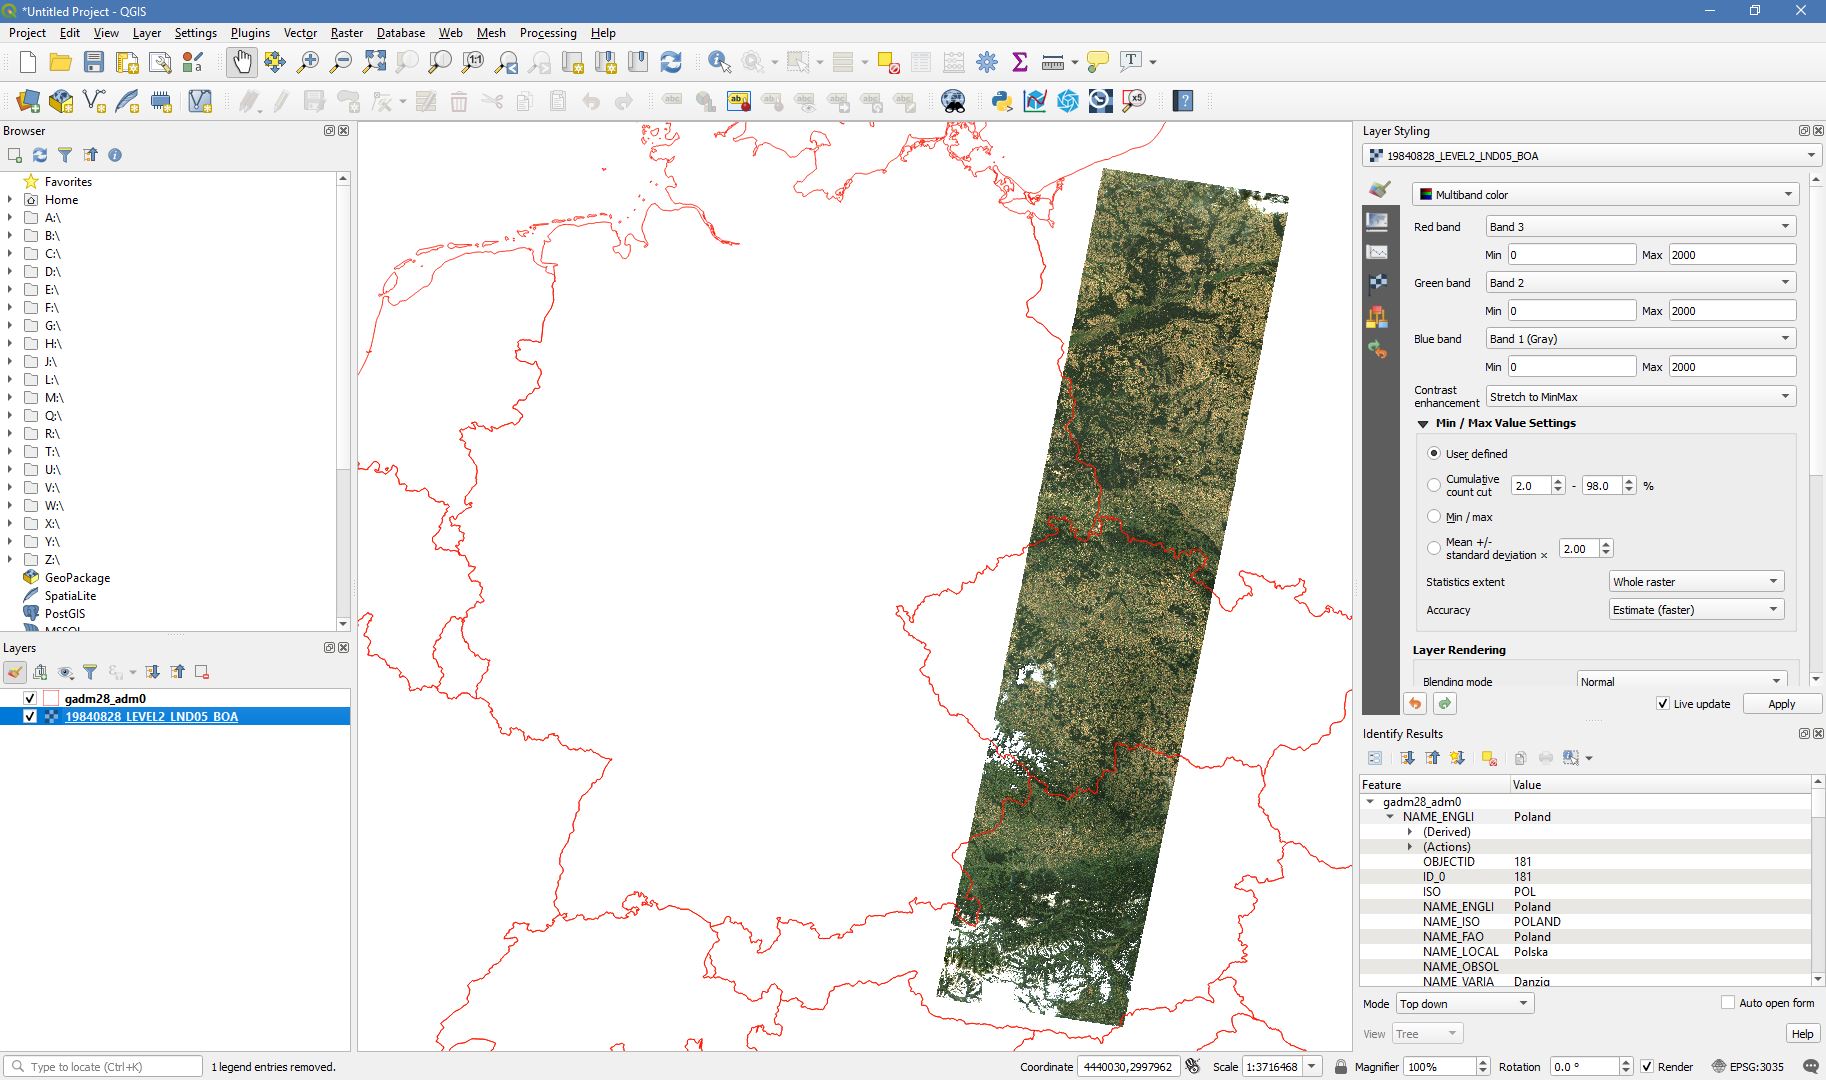 *Untitled Project - QGIS
Project Edit View Layer Settings Plugins Vector Raster Database Web Mesh Processing Help
Browser
Favorites
Home
A:\
B:\
C:\
D:\
E:\
F:\
G:\
H:\
J:\
L:\
M:\
Q:\
R:\
T:\
U:\
V:\
W:\
X:\
Y:\
Z:\
GeoPackage
SpatiaLite
PostGIS
MSSQL
Layers
gadm28_adm0
19840828_LEVEL2_LND05_BOA
Layer Styling
19840828_LEVEL2_LND05_BOA
Multiband color
Red band Band 3
Min 0 Max 2000
Green band Band 2
Min 0 Max 2000
Blue band Band 1 (Gray)
Min 0 Max 2000
Contrast enhancement Stretch to MinMax
Min / Max Value Settings
User defined
Cumulative count cut 2.0 - 98.0 %
Min / max
Mean +/- standard deviation × 2.00
Statistics extent Whole raster
Accuracy Estimate (faster)
Layer Rendering
Blending mode Normal
Live update Apply
Identify Results
Feature Value
gadm28_adm0
NAME_ENGLI Poland
(Derived)
(Actions)
OBJECTID 181
ID_0 181
ISO POL
NAME_ENGLI Poland
NAME_ISO POLAND
NAME_FAO Poland
NAME_LOCAL Polska
NAME_OBSOL
NAME_VARIA Danzig
Mode Top down Auto open form
View Tree Help
Type to locate (Ctrl+K) 1 legend entries removed. Coordinate 4440030,2997962 Scale 1:3716468 Magnifier 100% Rotation 0.0 ° Render EPSG:3035